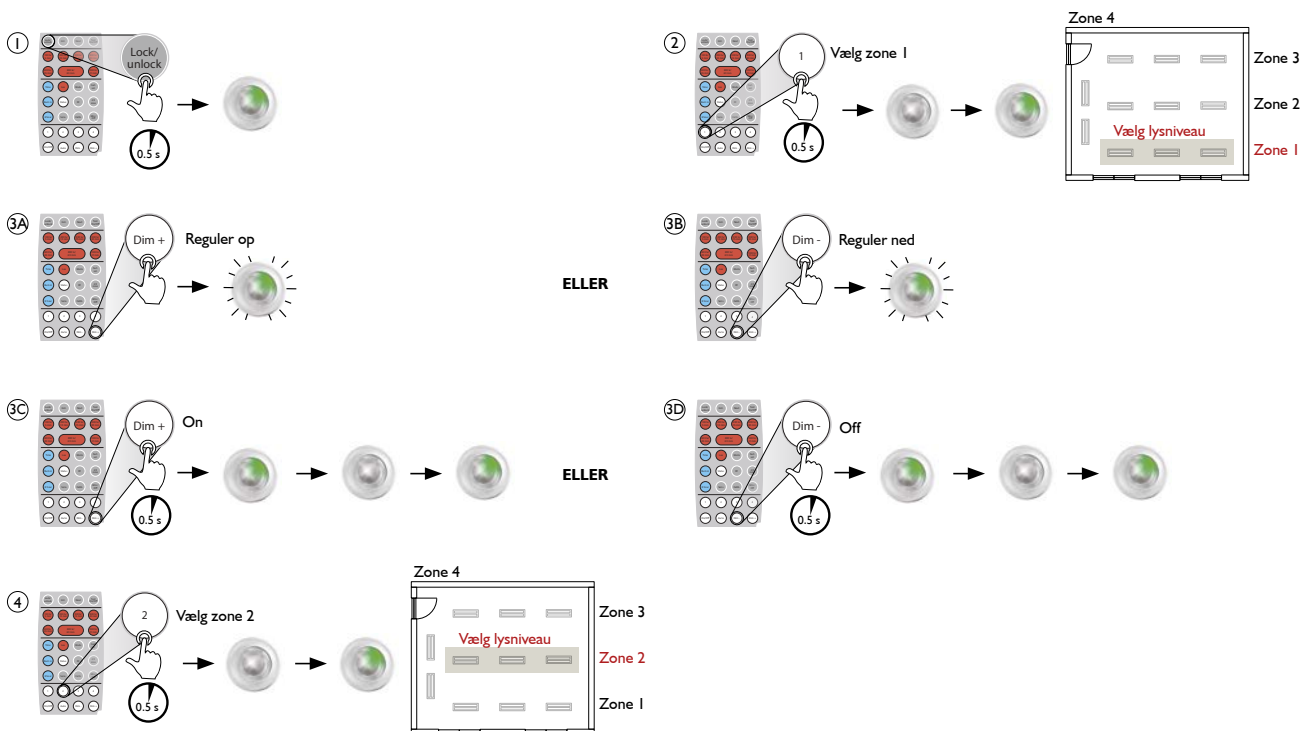 1
Lock/
unlock
0.5 s
2
1
Vælg zone 1
0.5 s
Zone 4
Zone 3
Zone 2
Vælg lysniveau
Zone 1
3A
Dim +
Reguler op
ELLER
3B
Dim -
Reguler ned
3C
Dim +
On
0.5 s
ELLER
3D
Dim -
Off
0.5 s
4
2
Vælg zone 2
0.5 s
Zone 4
Zone 3
Vælg lysniveau
Zone 2
Zone 1